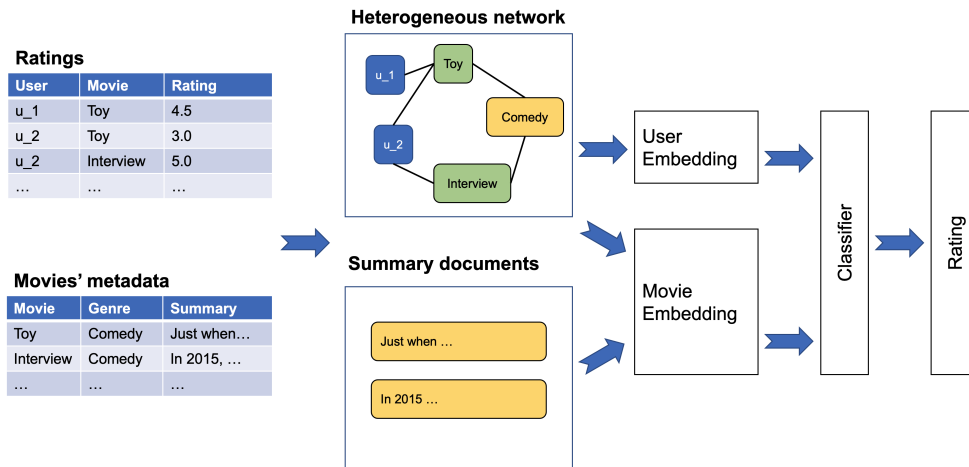 Heterogeneous network
Ratings
User Movie Rating
u_1 Toy 4.5
u_2 Toy 3.0
u_2 Interview 5.0
… … …
Movies’ metadata
Movie Genre Summary
Toy Comedy Just when…
Interview Comedy In 2015, …
… … …
u_1
Toy
Comedy
u_2
Interview
Summary documents
Just when …
In 2015 …
User
Embedding
Movie
Embedding
Classifier
Rating